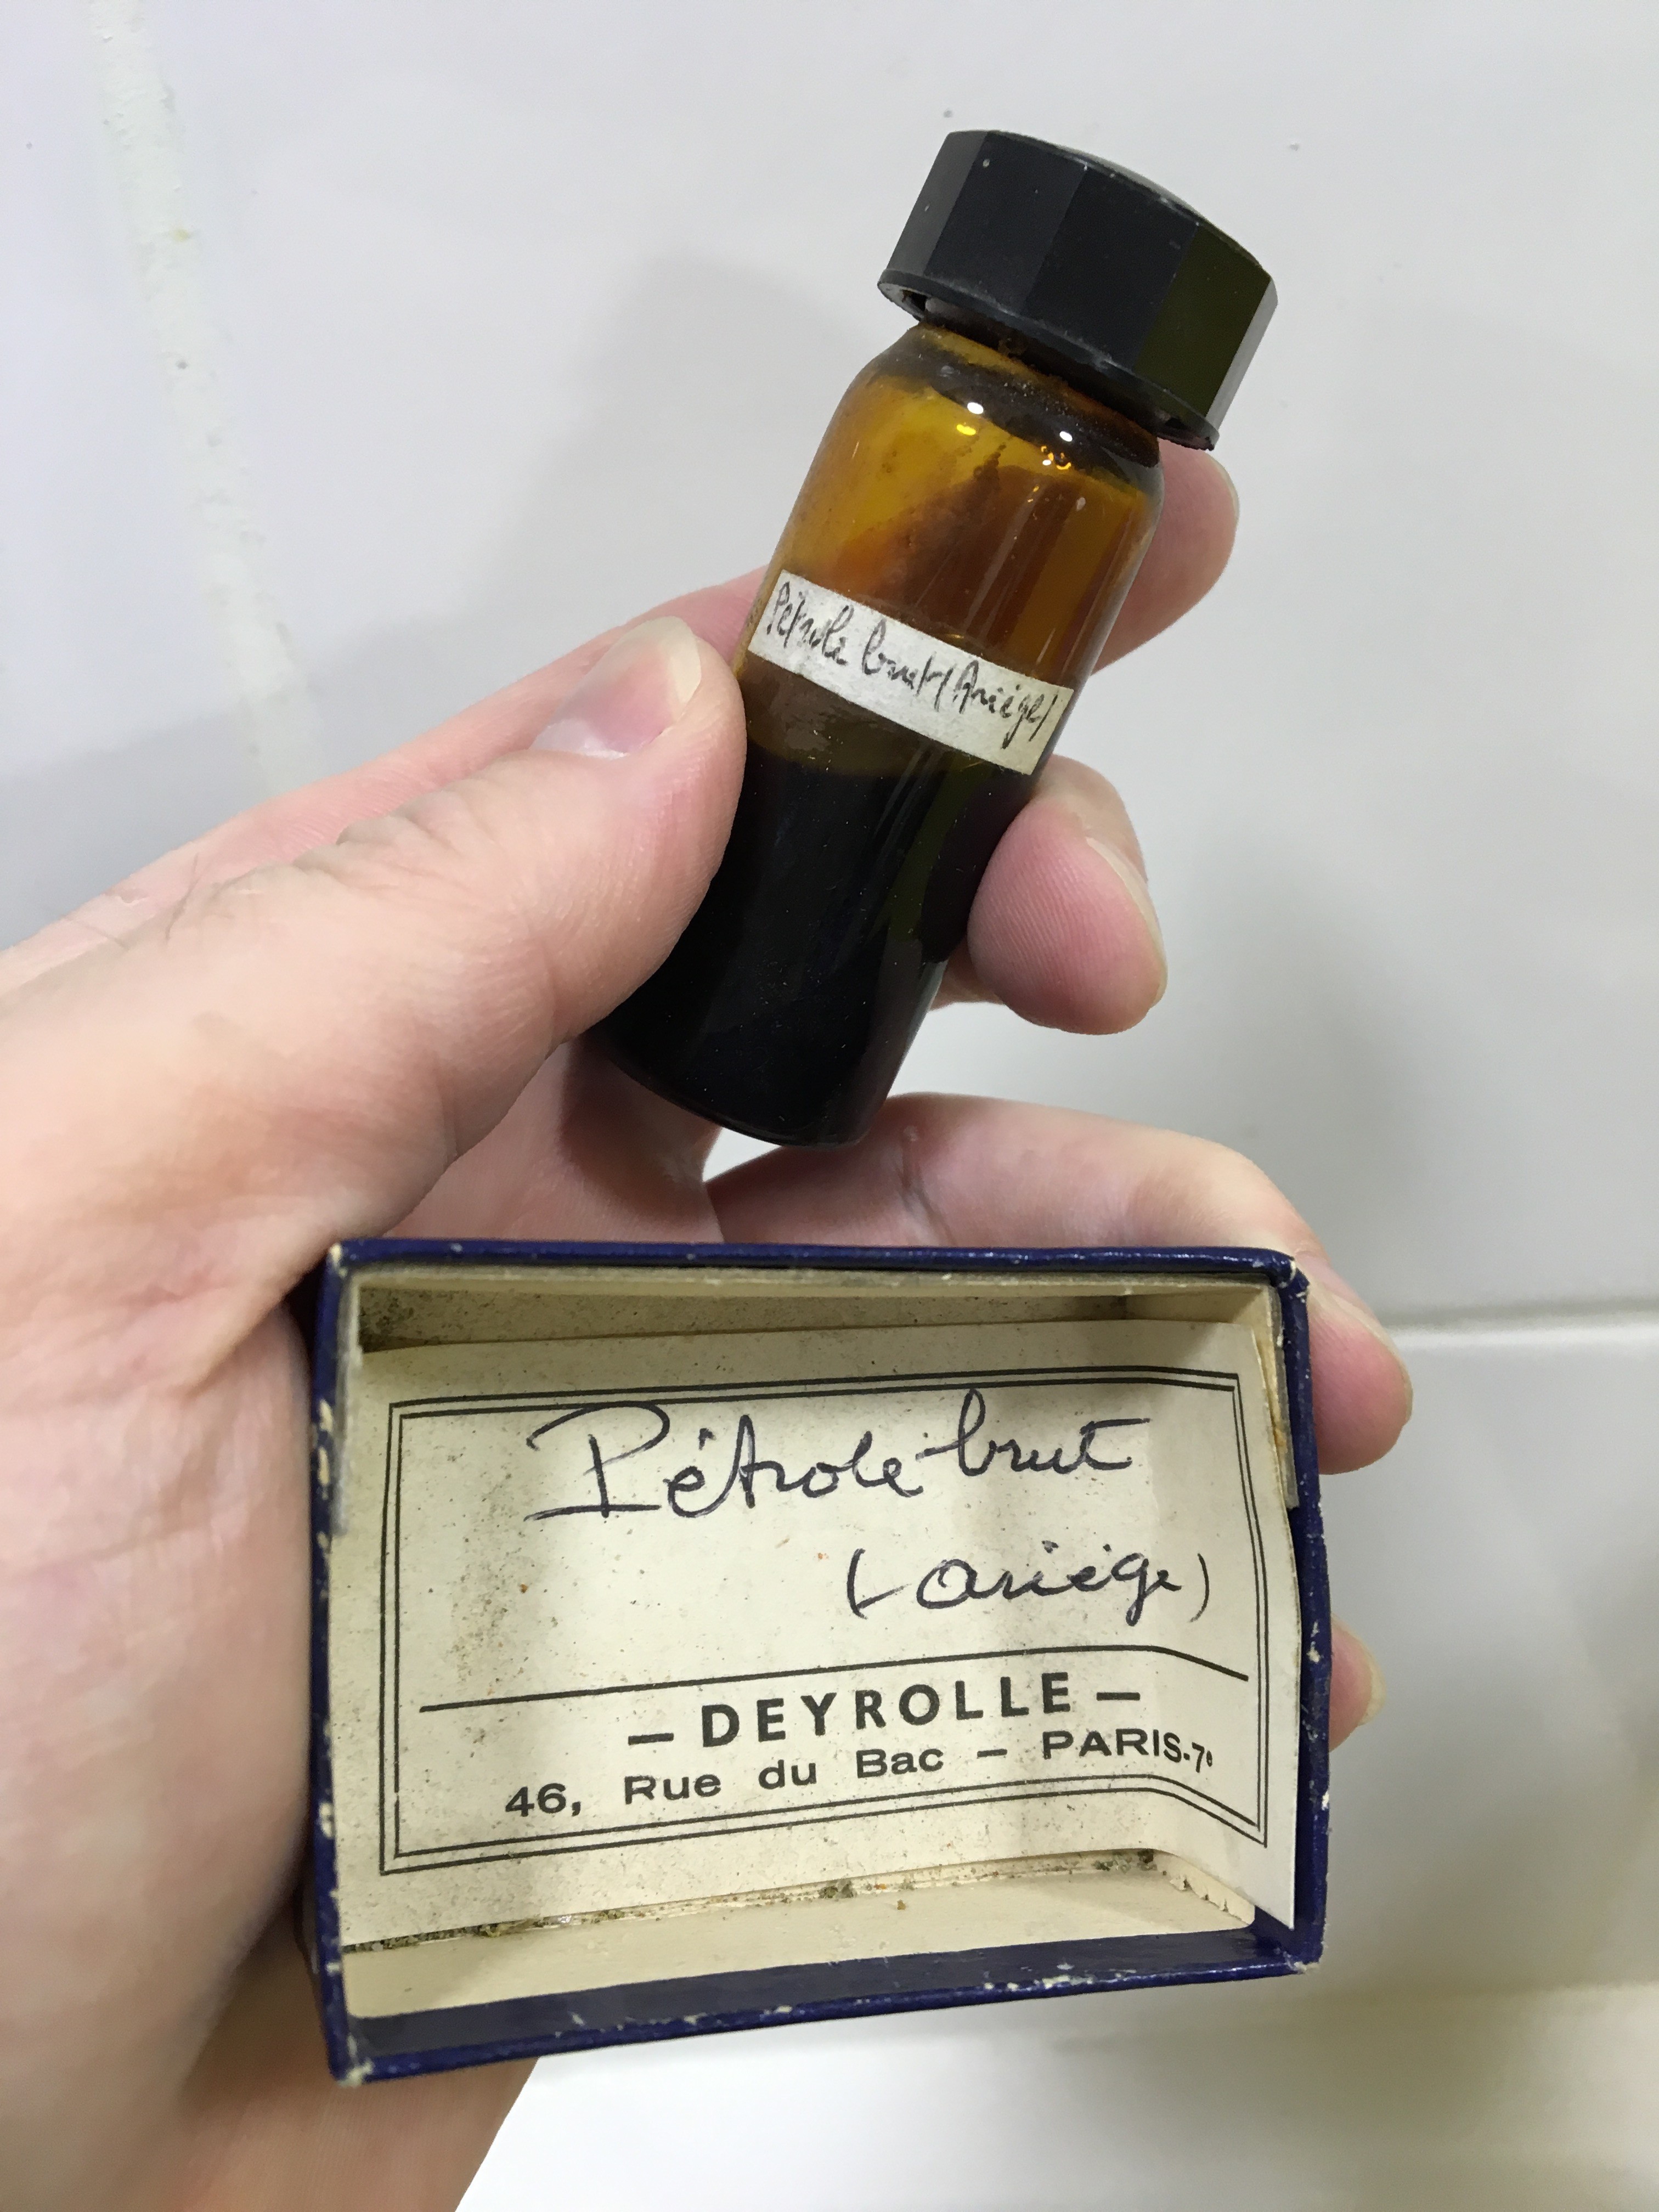 Pétrole brut (Ariège)
Pétrole brut
(Ariège)
— DEYROLLE —
46, Rue du Bac — PARIS-7e